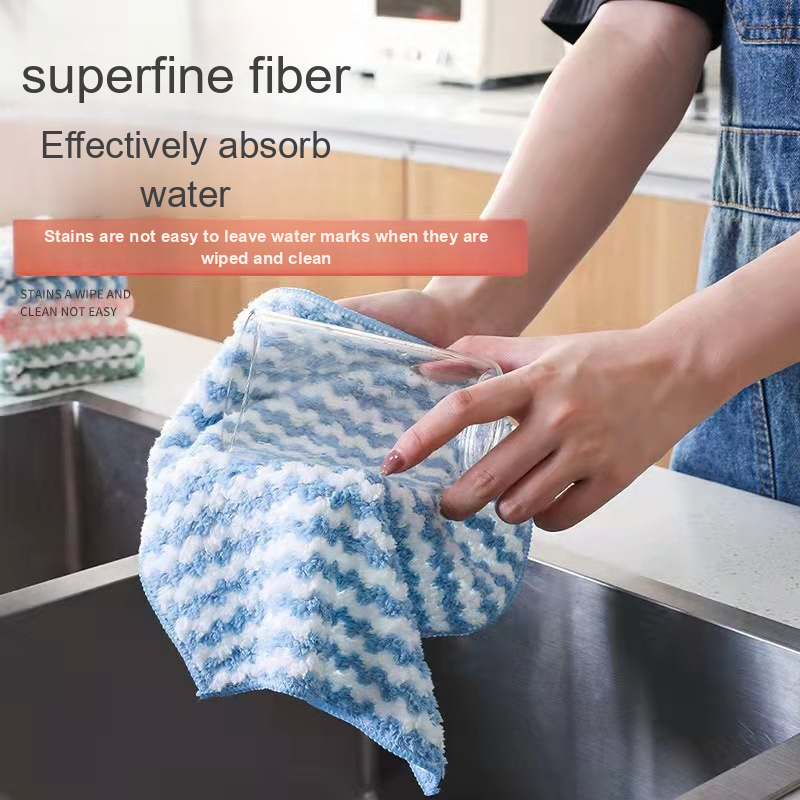 superfine fiber
Effectively absorb
water
Stains are not easy to leave water marks when they are
wiped and clean
STAINS A WIPE AND
CLEAN NOT EASY